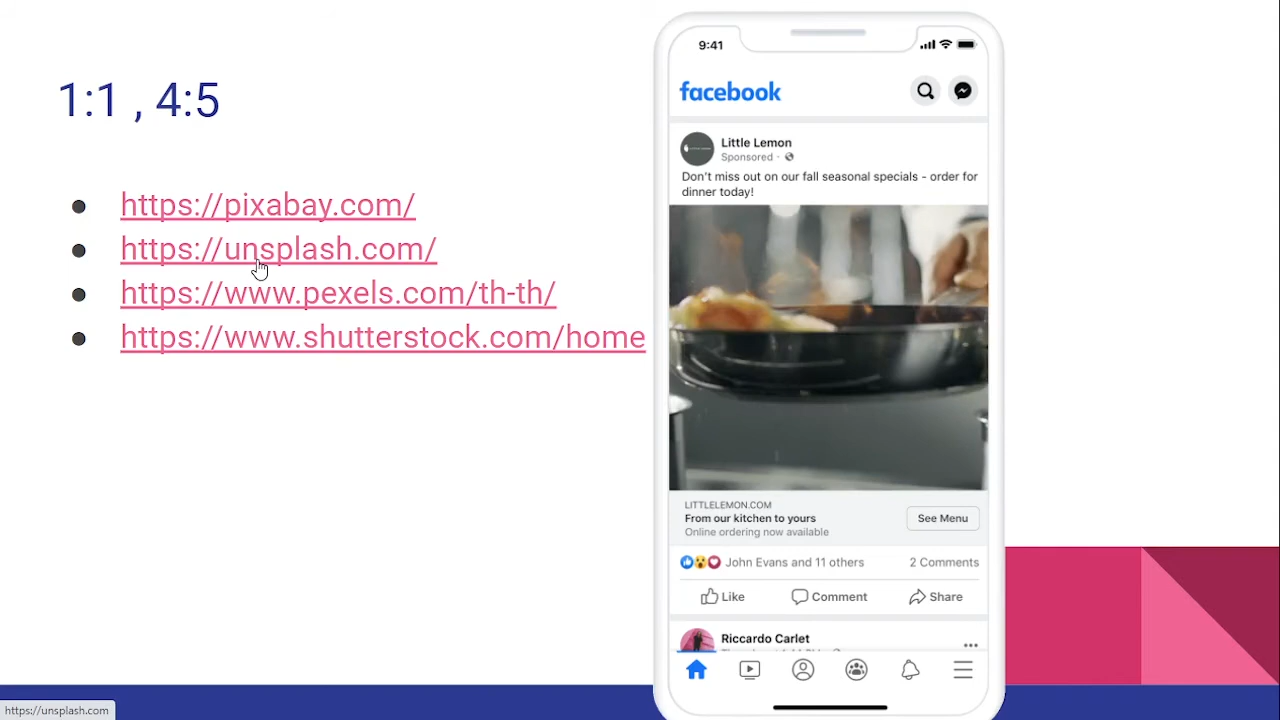 1:1 , 4:5
https://pixabay.com/
https://unsplash.com/
https://www.pexels.com/th-th/
https://www.shutterstock.com/home
9:41
facebook
Little Lemon
Sponsored ·
Don't miss out on our fall seasonal specials - order for
dinner today!
LITTLELEMON.COM
From our kitchen to yours
Online ordering now available
See Menu
John Evans and 11 others
2 Comments
Like
Comment
Share
Riccardo Carlet
https://unsplash.com